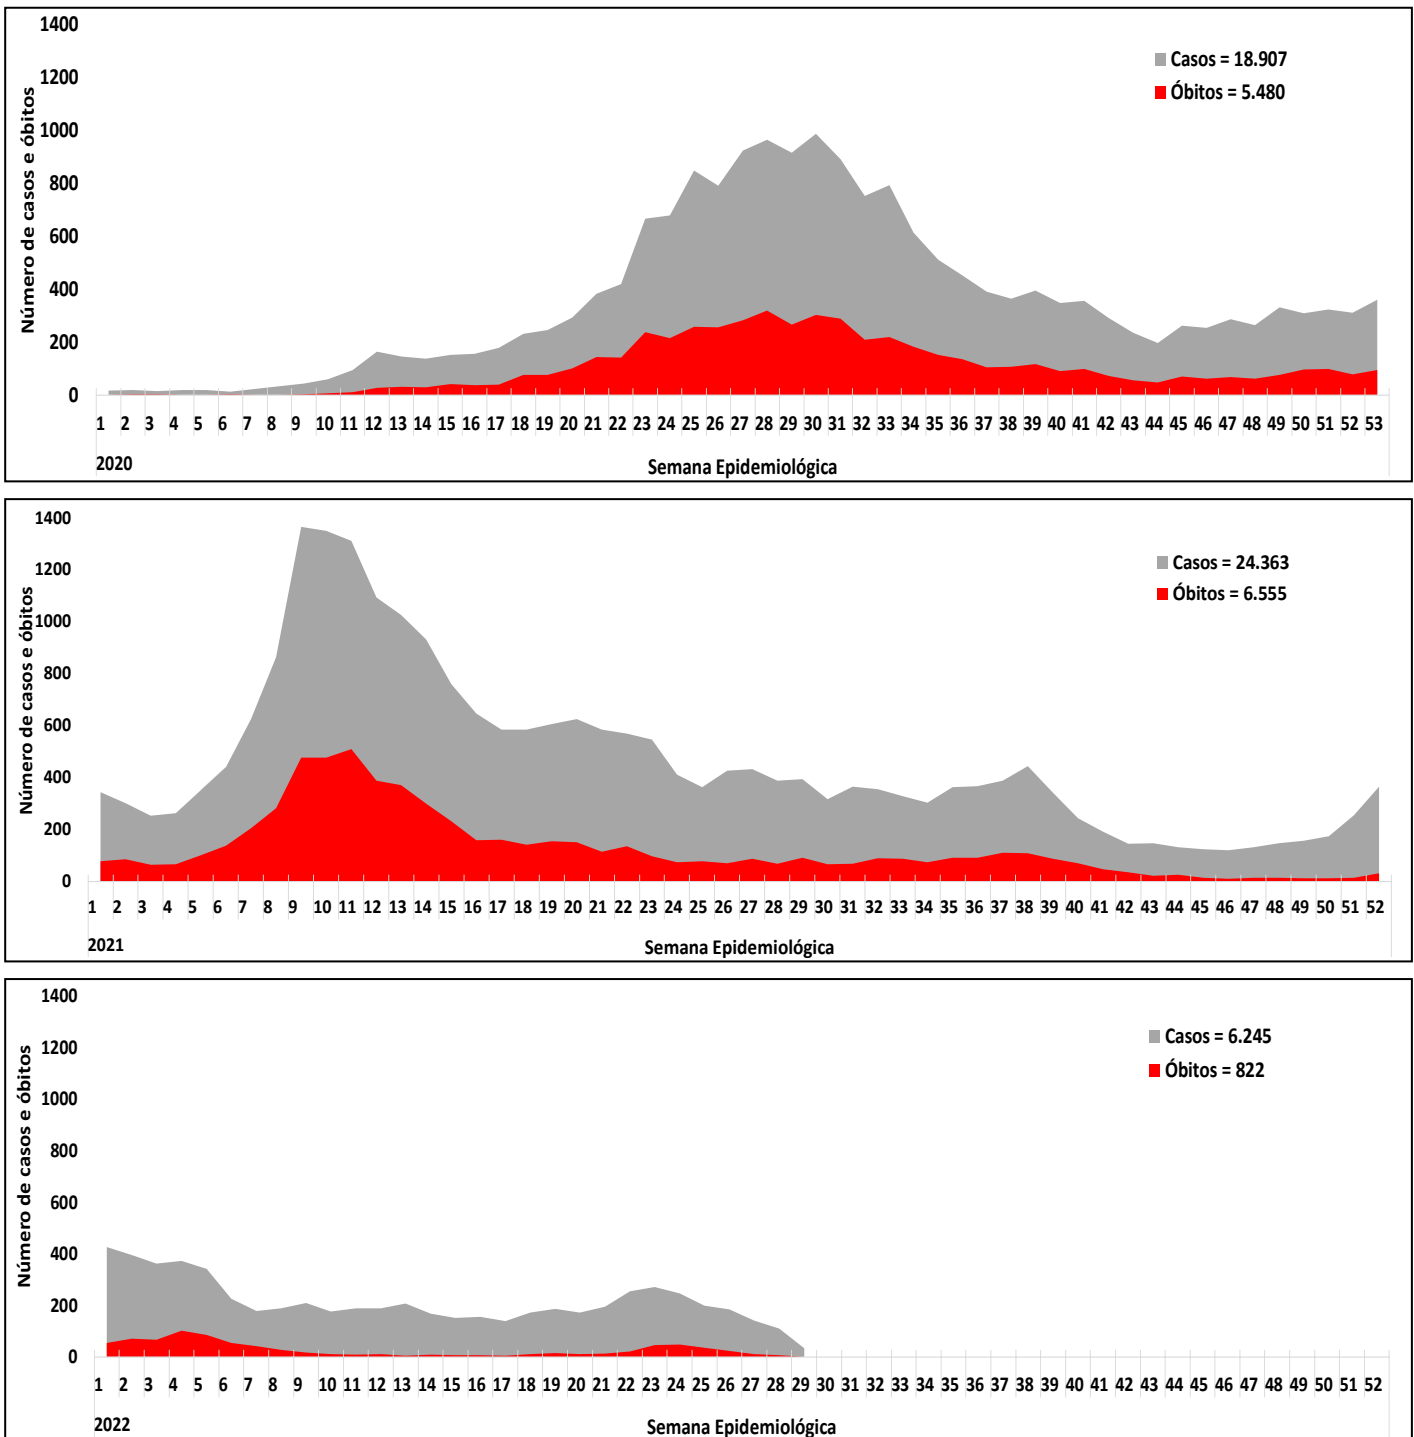 1400
1200
1000
800
600
400
200
0
Número de casos e óbitos
Casos = 18.907
Óbitos = 5.480
1 2 3 4 5 6 7 8 9 10 11 12 13 14 15 16 17 18 19 20 21 22 23 24 25 26 27 28 29 30 31 32 33 34 35 36 37 38 39 40 41 42 43 44 45 46 47 48 49 50 51 52 53
2020
Semana Epidemiológica
1400
1200
1000
800
600
400
200
0
Número de casos e óbitos
Casos = 24.363
Óbitos = 6.555
1 2 3 4 5 6 7 8 9 10 11 12 13 14 15 16 17 18 19 20 21 22 23 24 25 26 27 28 29 30 31 32 33 34 35 36 37 38 39 40 41 42 43 44 45 46 47 48 49 50 51 52
2021
Semana Epidemiológica
1400
1200
1000
800
600
400
200
0
Número de casos e óbitos
Casos = 6.245
Óbitos = 822
1 2 3 4 5 6 7 8 9 10 11 12 13 14 15 16 17 18 19 20 21 22 23 24 25 26 27 28 29 30 31 32 33 34 35 36 37 38 39 40 41 42 43 44 45 46 47 48 49 50 51 52
2022
Semana Epidemiológica